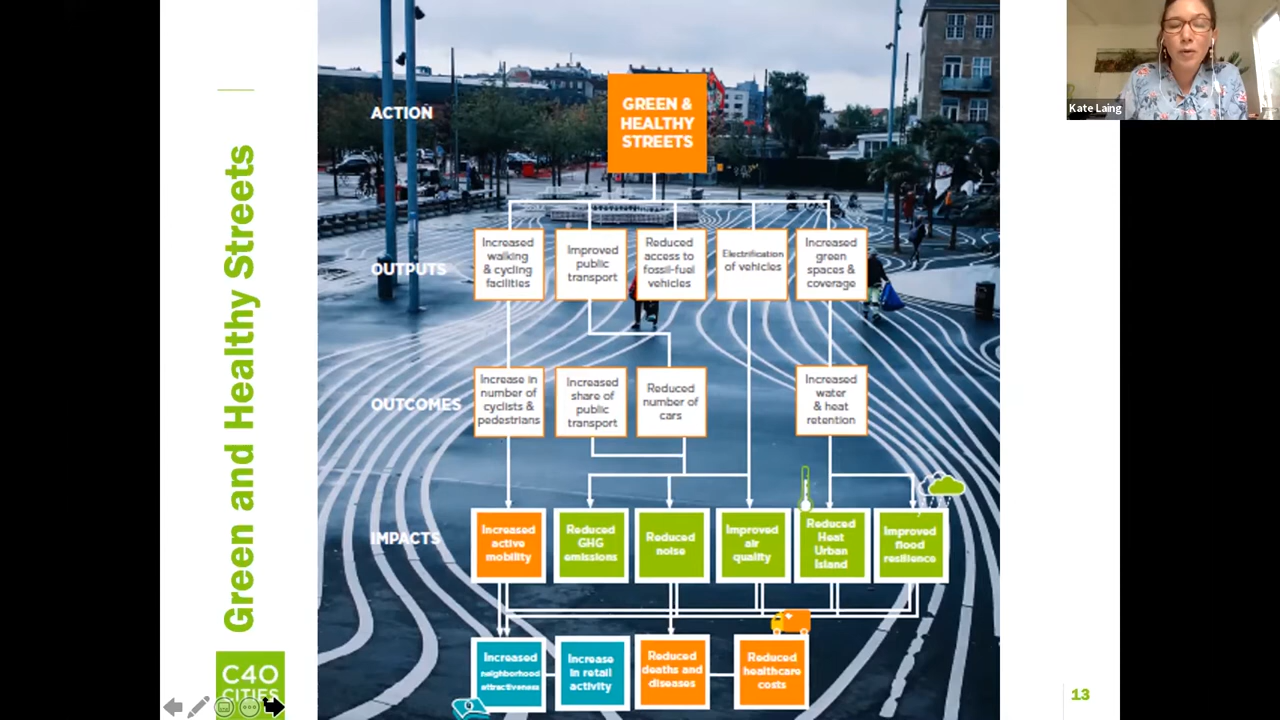 Green and Healthy Streets
C40
CITIES
ACTION
GREEN &
HEALTHY
STREETS
OUTPUTS
Increased
walking
& cycling
facilities
Improved
public
transport
Reduced
access to
fossil-fuel
vehicles
Electrification
of vehicles
Increased
green
spaces &
coverage
OUTCOMES
Increase in
number of
cyclists &
pedestrians
Increased
share of
public
transport
Reduced
number of
cars
Increased
water
& heat
retention
IMPACTS
Increased
active
mobility
Reduced
GHG
emissions
Reduced
noise
Improved
air
quality
Reduced
Heat
Urban
Island
Improved
flood
resilience
Increased
neighborhood
attractiveness
Increase
in retail
activity
Reduced
deaths and
diseases
Reduced
healthcare
costs
13
Kate Laing